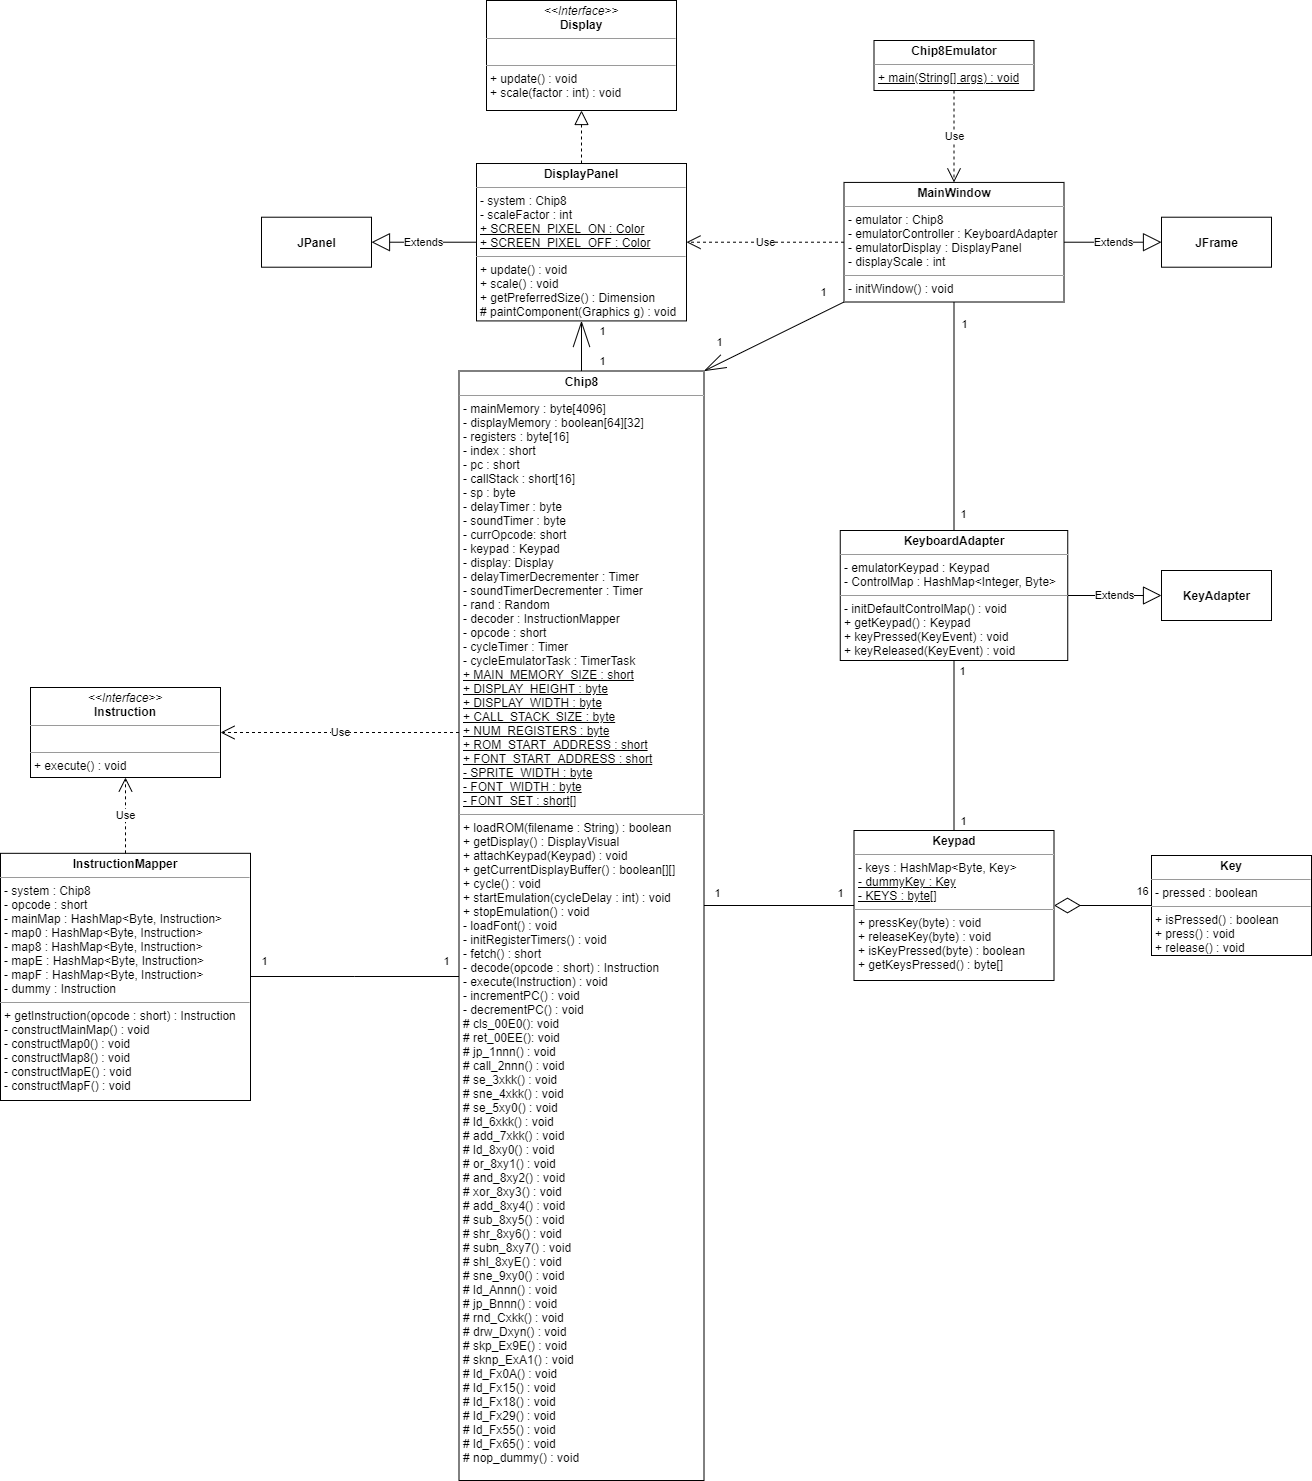 <<Interface>>
Display
+ update() : void
+ scale(factor : int) : void
Chip8Emulator
+ main(String[] args) : void
Use
DisplayPanel
- system : Chip8
- scaleFactor : int
+ SCREEN_PIXEL_ON : Color
+ SCREEN_PIXEL_OFF : Color
+ update() : void
+ scale() : void
+ getPreferredSize() : Dimension
# paintComponent(Graphics g) : void
JPanel
Extends
Use
MainWindow
- emulator : Chip8
- emulatorController : KeyboardAdapter
- emulatorDisplay : DisplayPanel
- displayScale : int
- initWindow() : void
Extends
JFrame
1
1
1
1
1
1
Chip8
- mainMemory : byte[4096]
- displayMemory : boolean[64][32]
- registers : byte[16]
- index : short
- pc : short
- callStack : short[16]
- sp : byte
- delayTimer : byte
- soundTimer : byte
- currOpcode: short
- keypad : Keypad
- display: Display
- delayTimerDecrementer : Timer
- soundTimerDecrementer : Timer
- rand : Random
- decoder : InstructionMapper
- opcode : short
- cycleTimer : Timer
- cycleEmulatorTask : TimerTask
+ MAIN_MEMORY_SIZE : short
+ DISPLAY_HEIGHT : byte
+ DISPLAY_WIDTH : byte
+ CALL_STACK_SIZE : byte
+ NUM_REGISTERS : byte
+ ROM_START_ADDRESS : short
+ FONT_START_ADDRESS : short
- SPRITE_WIDTH : byte
- FONT_WIDTH : byte
- FONT_SET : short[]
+ loadROM(filename : String) : boolean
+ getDisplay() : DisplayVisual
+ attachKeypad(Keypad) : void
+ getCurrentDisplayBuffer() : boolean[][]
+ cycle() : void
+ startEmulation(cycleDelay : int) : void
+ stopEmulation() : void
- loadFont() : void
- initRegisterTimers() : void
- fetch() : short
- decode(opcode : short) : Instruction
- execute(Instruction) : void
- incrementPC() : void
- decrementPC() : void
# cls_00E0(): void
# ret_00EE(): void
# jp_1nnn() : void
# call_2nnn() : void
# se_3xkk() : void
# sne_4xkk() : void
# se_5xy0() : void
# ld_6xkk() : void
# add_7xkk() : void
# ld_8xy0() : void
# or_8xy1() : void
# and_8xy2() : void
# xor_8xy3() : void
# add_8xy4() : void
# sub_8xy5() : void
# shr_8xy6() : void
# subn_8xy7() : void
# shl_8xyE() : void
# sne_9xy0() : void
# ld_Annn() : void
# jp_Bnnn() : void
# rnd_Cxkk() : void
# drw_Dxyn() : void
# skp_Ex9E() : void
# sknp_ExA1() : void
# ld_Fx0A() : void
# ld_Fx15() : void
# ld_Fx18() : void
# ld_Fx29() : void
# ld_Fx55() : void
# ld_Fx65() : void
# nop_dummy() : void
KeyboardAdapter
- emulatorKeypad : Keypad
- ControlMap : HashMap<Integer, Byte>
- initDefaultControlMap() : void
+ getKeypad() : Keypad
+ keyPressed(KeyEvent) : void
+ keyReleased(KeyEvent) : void
Extends
KeyAdapter
1
1
<<Interface>>
Instruction
+ execute() : void
Use
Use
InstructionMapper
- system : Chip8
- opcode : short
- mainMap : HashMap<Byte, Instruction>
- map0 : HashMap<Byte, Instruction>
- map8 : HashMap<Byte, Instruction>
- mapE : HashMap<Byte, Instruction>
- mapF : HashMap<Byte, Instruction>
- dummy : Instruction
+ getInstruction(opcode : short) : Instruction
- constructMainMap() : void
- constructMap0() : void
- constructMap8() : void
- constructMapE() : void
- constructMapF() : void
1
1
1
1
Keypad
- keys : HashMap<Byte, Key>
- dummyKey : Key
- KEYS : byte[]
+ pressKey(byte) : void
+ releaseKey(byte) : void
+ isKeyPressed(byte) : boolean
+ getKeysPressed() : byte[]
16
Key
- pressed : boolean
+ isPressed() : boolean
+ press() : void
+ release() : void